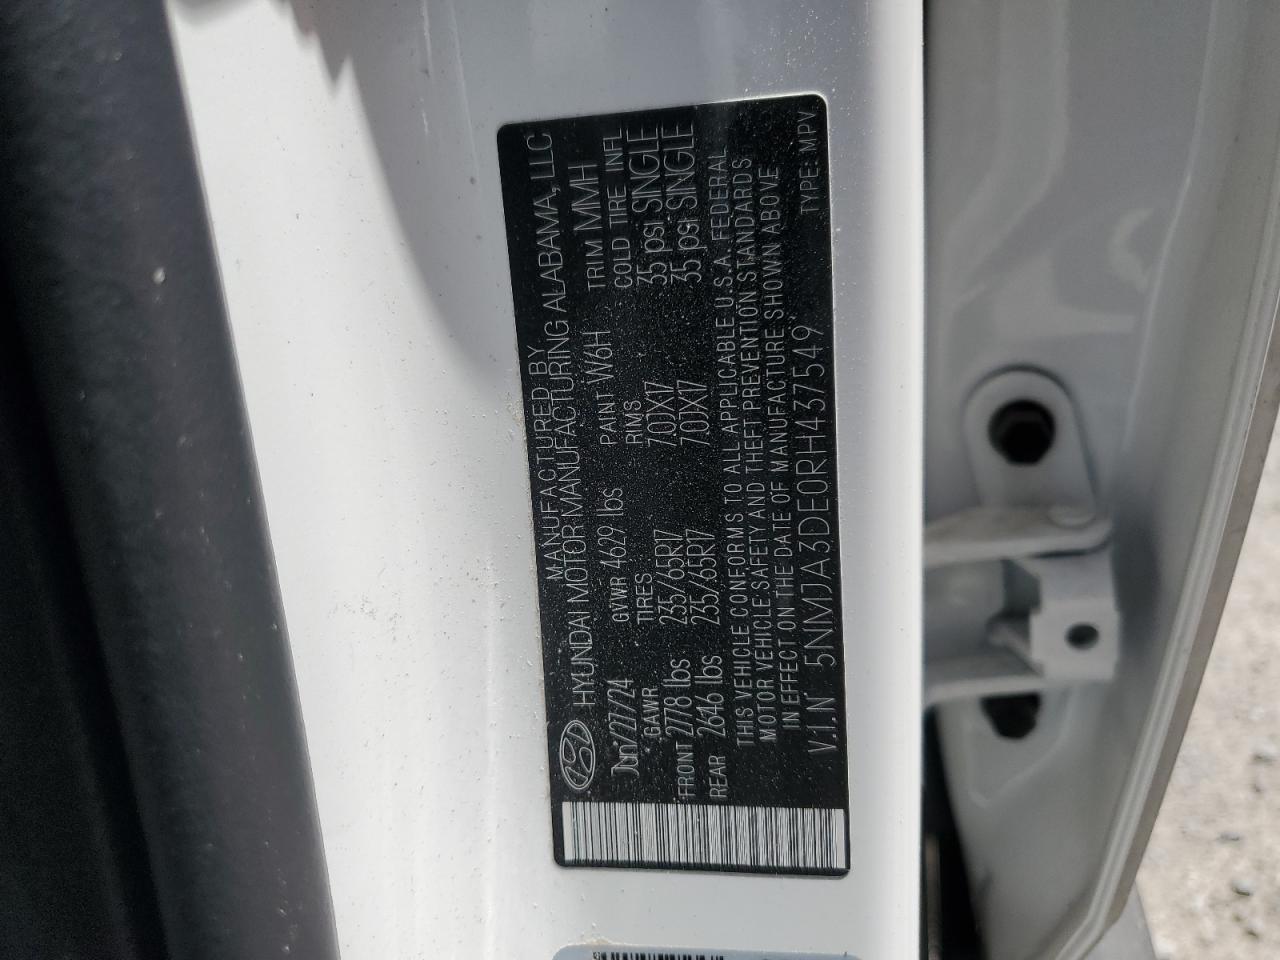 MANUFACTURED BY
HYUNDAI MOTOR MANUFACTURING ALABAMA, LLC
Jun/27/24 GVWR 4629 lbs PAINT W6H TRIM MMH
GAWR TIRES RIMS COLD TIRE INFL
FRONT 2778 lbs 235/65R17 7.0JX17 35 psi SINGLE
REAR 2646 lbs 235/65R17 7.0JX17 35 psi SINGLE
THIS VEHICLE CONFORMS TO ALL APPLICABLE U.S.A. FEDERAL
MOTOR VEHICLE SAFETY AND THEFT PREVENTION STANDARDS
IN EFFECT ON THE DATE OF MANUFACTURE SHOWN ABOVE
V.I.N 5NMJA3DE0RH437549 TYPE: MPV